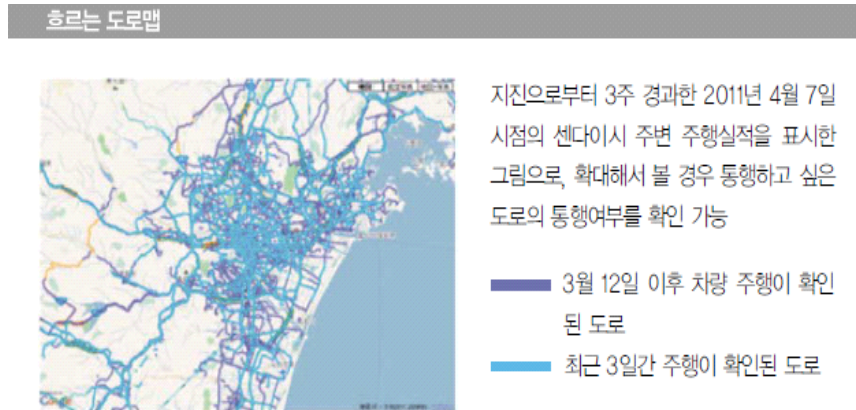 흐르는 도로맵
지진으로부터 3주 경과한 2011년 4월 7일
시점의 센다이시 주변 주행실적을 표시한
그림으로, 확대해서 볼 경우 통행하고 싶은
도로의 통행여부를 확인 가능
3월 12일 이후 차량 주행이 확인
된 도로
최근 3일간 주행이 확인된 도로
Google